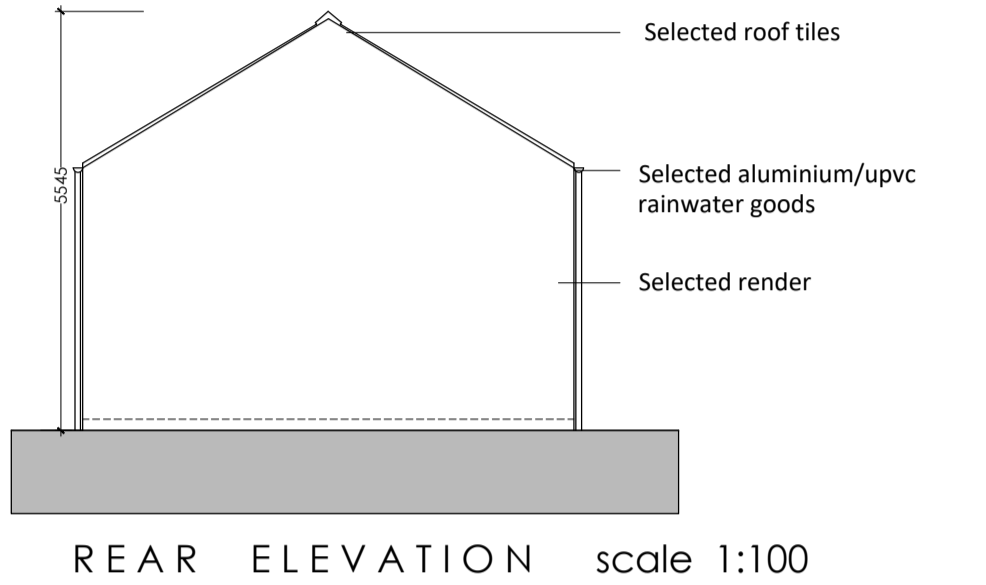 Selected roof tiles
5545
Selected aluminium/upvc
rainwater goods
Selected render
REAR ELEVATION scale 1:100